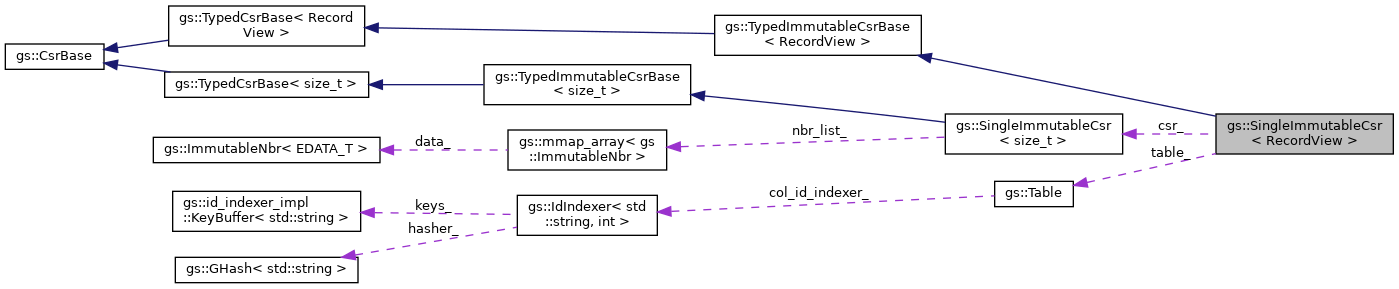 gs::CsrBase
gs::TypedCsrBase< Record
View >
gs::TypedCsrBase< size_t >
gs::TypedImmutableCsrBase
< RecordView >
gs::TypedImmutableCsrBase
< size_t >
gs::SingleImmutableCsr
< size_t >
gs::SingleImmutableCsr
< RecordView >
csr_
table_
nbr_list_
data_
gs::ImmutableNbr< EDATA_T >
gs::mmap_array< gs
::ImmutableNbr >
gs::Table
col_id_indexer_
gs::IdIndexer< std
::string, int >
keys_
hasher_
gs::id_indexer_impl
::KeyBuffer< std::string >
gs::GHash< std::string >